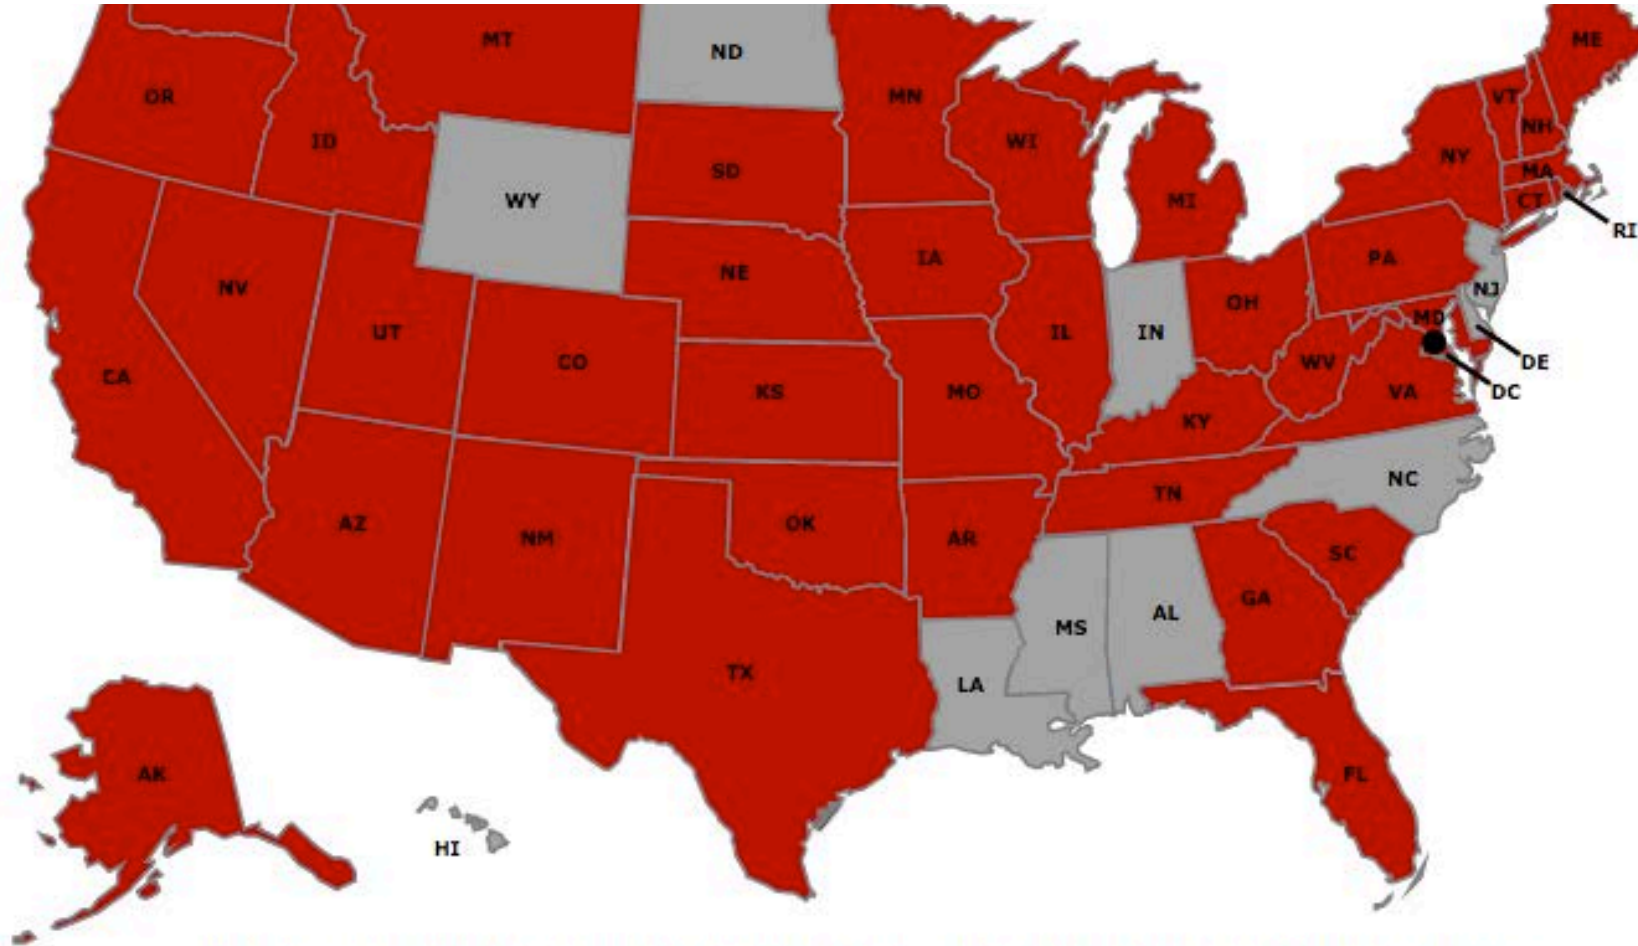 MT
ND
ME
OR
MN
VT
NH
ID
WI
NY
SD
MA
WY
MI
CT
RI
IA
PA
NE
NV
NJ
OH
MD
UT
IL
IN
CO
WV
DE
CA
KS
MO
VA
DC
KY
NC
TN
AZ
OK
NM
AR
SC
GA
AL
MS
TX
LA
AK
FL
HI